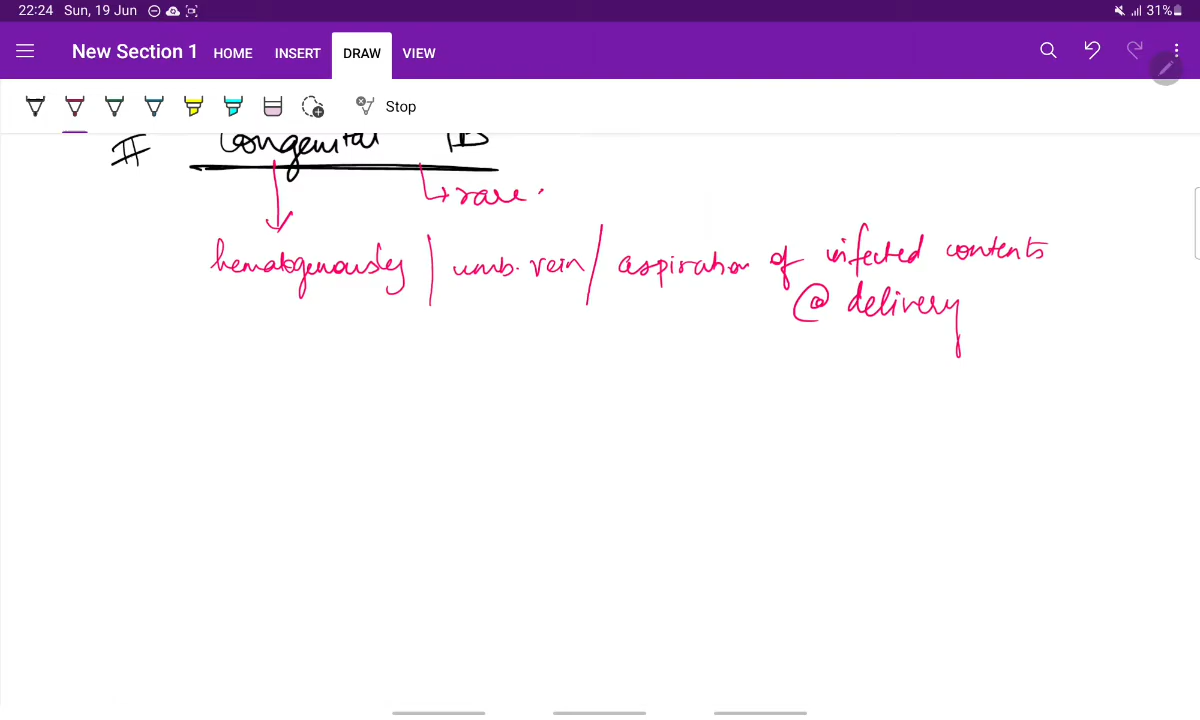 22:24 Sun, 19 Jun 31%
New Section 1 HOME INSERT DRAW VIEW
Stop
# Congenital TB
↳ rare.
hematogenously / umb. vein / aspiration of infected contents
@ delivery